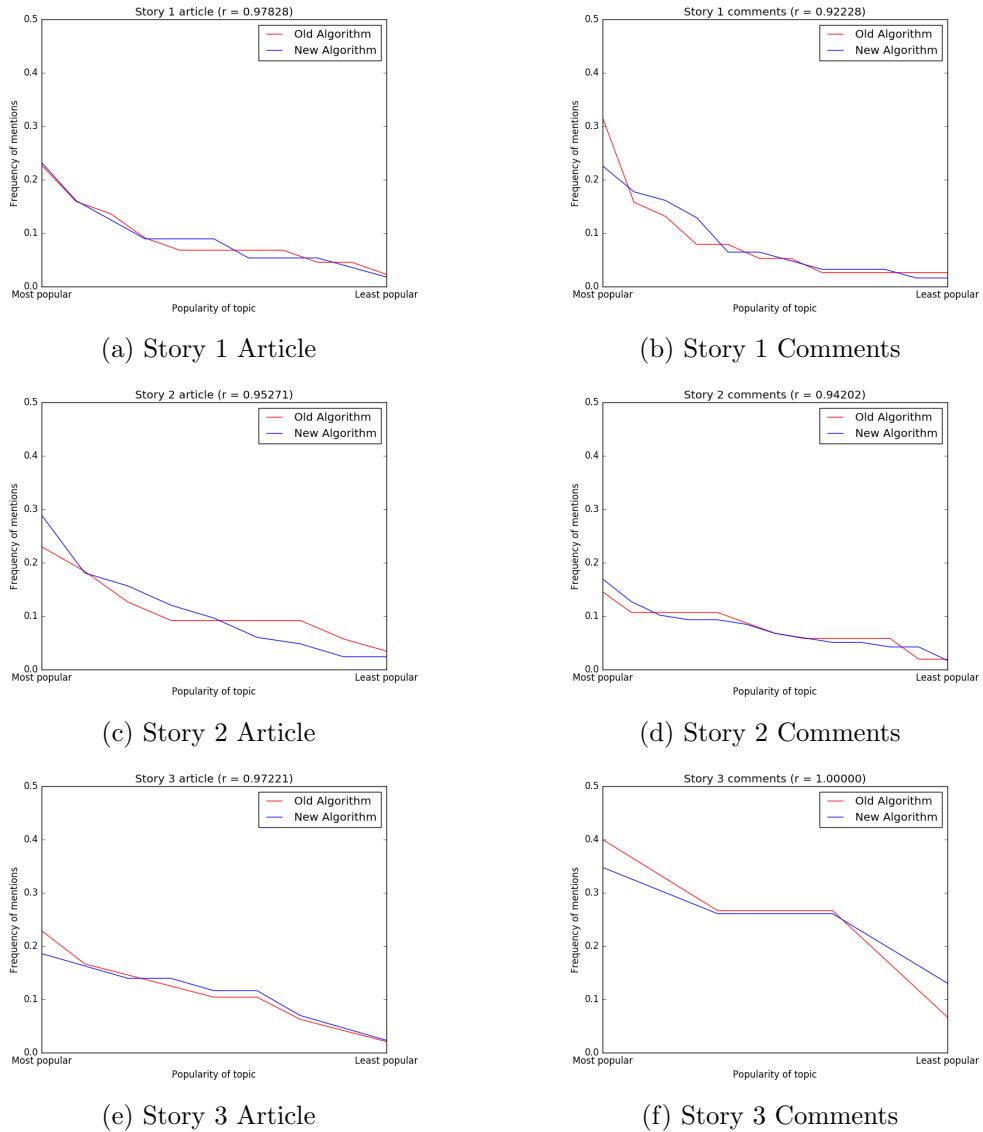 Story 1 article (r = 0.97828)
0.5
0.4
0.3
0.2
0.1
0.0
Frequency of mentions
Old Algorithm
New Algorithm
Most popular
Least popular
Popularity of topic
(a) Story 1 Article
Story 1 comments (r = 0.92228)
0.5
0.4
0.3
0.2
0.1
0.0
Frequency of mentions
Old Algorithm
New Algorithm
Most popular
Least popular
Popularity of topic
(b) Story 1 Comments
Story 2 article (r = 0.95271)
0.5
0.4
0.3
0.2
0.1
0.0
Frequency of mentions
Old Algorithm
New Algorithm
Most popular
Least popular
Popularity of topic
(c) Story 2 Article
Story 2 comments (r = 0.94202)
0.5
0.4
0.3
0.2
0.1
0.0
Frequency of mentions
Old Algorithm
New Algorithm
Most popular
Least popular
Popularity of topic
(d) Story 2 Comments
Story 3 article (r = 0.97221)
0.5
0.4
0.3
0.2
0.1
0.0
Frequency of mentions
Old Algorithm
New Algorithm
Most popular
Least popular
Popularity of topic
(e) Story 3 Article
Story 3 comments (r = 1.00000)
0.5
0.4
0.3
0.2
0.1
0.0
Frequency of mentions
Old Algorithm
New Algorithm
Most popular
Least popular
Popularity of topic
(f) Story 3 Comments